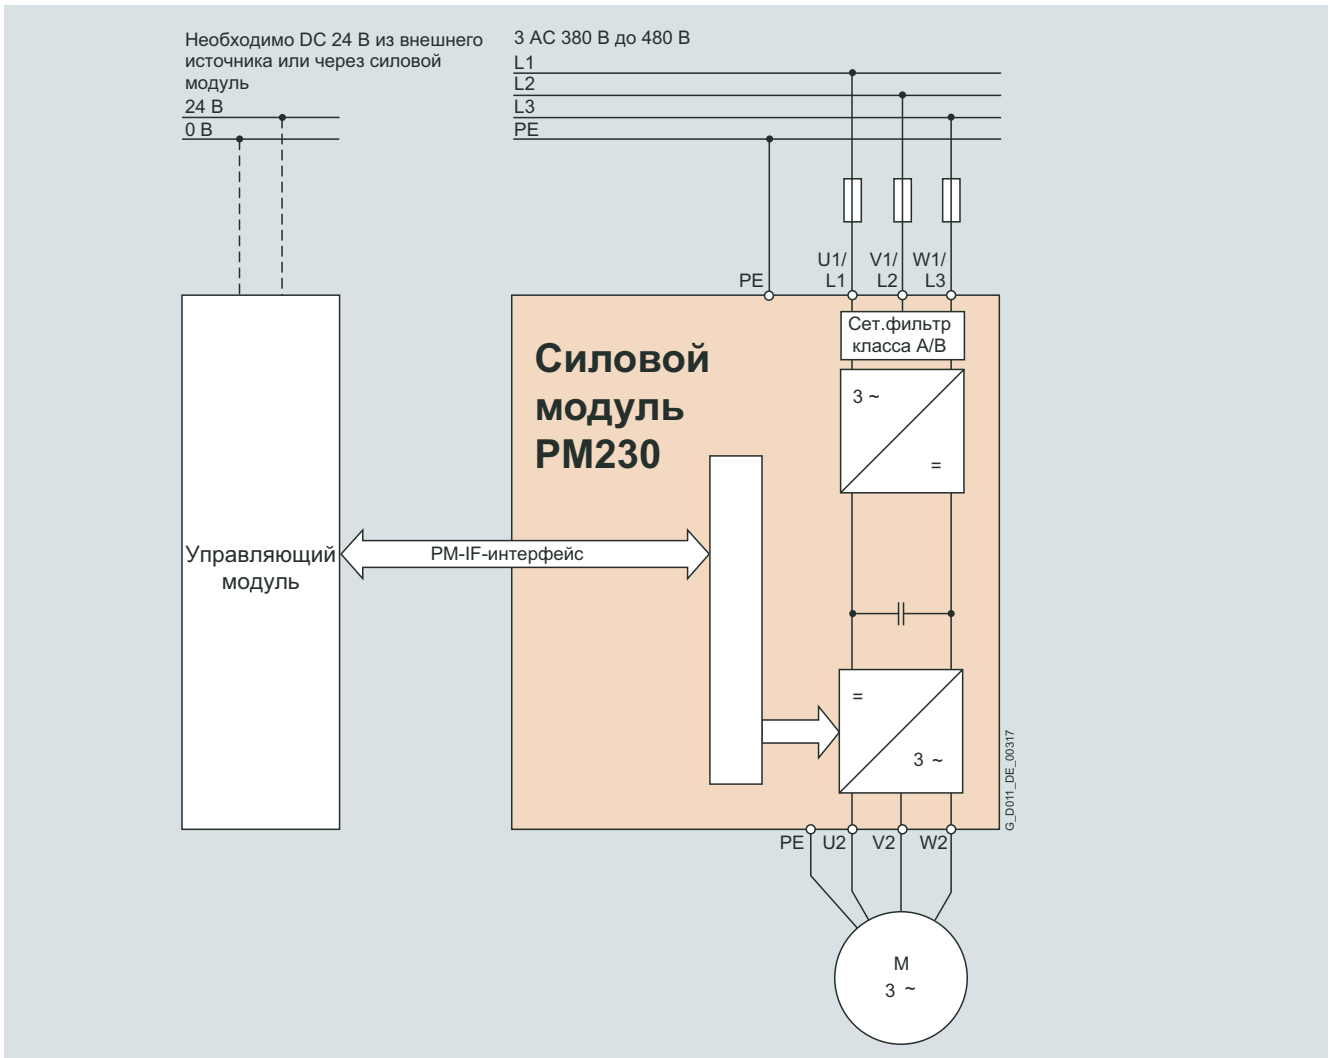 Необходимо DC 24 В из внешнего
источника или через силовой
модуль
24 В
0 В
3 AC 380 В до 480 В
L1
L2
L3
PE
PE
U1/
L1
V1/
L2
W1/
L3
Сет.фильтр
класса A/B
Силовой
модуль
PM230
3 ~
=
Управляющий
модуль
PM-IF-интерфейс
=
3 ~
G_D011_DE_00317
PE
U2
V2
W2
M
3 ~